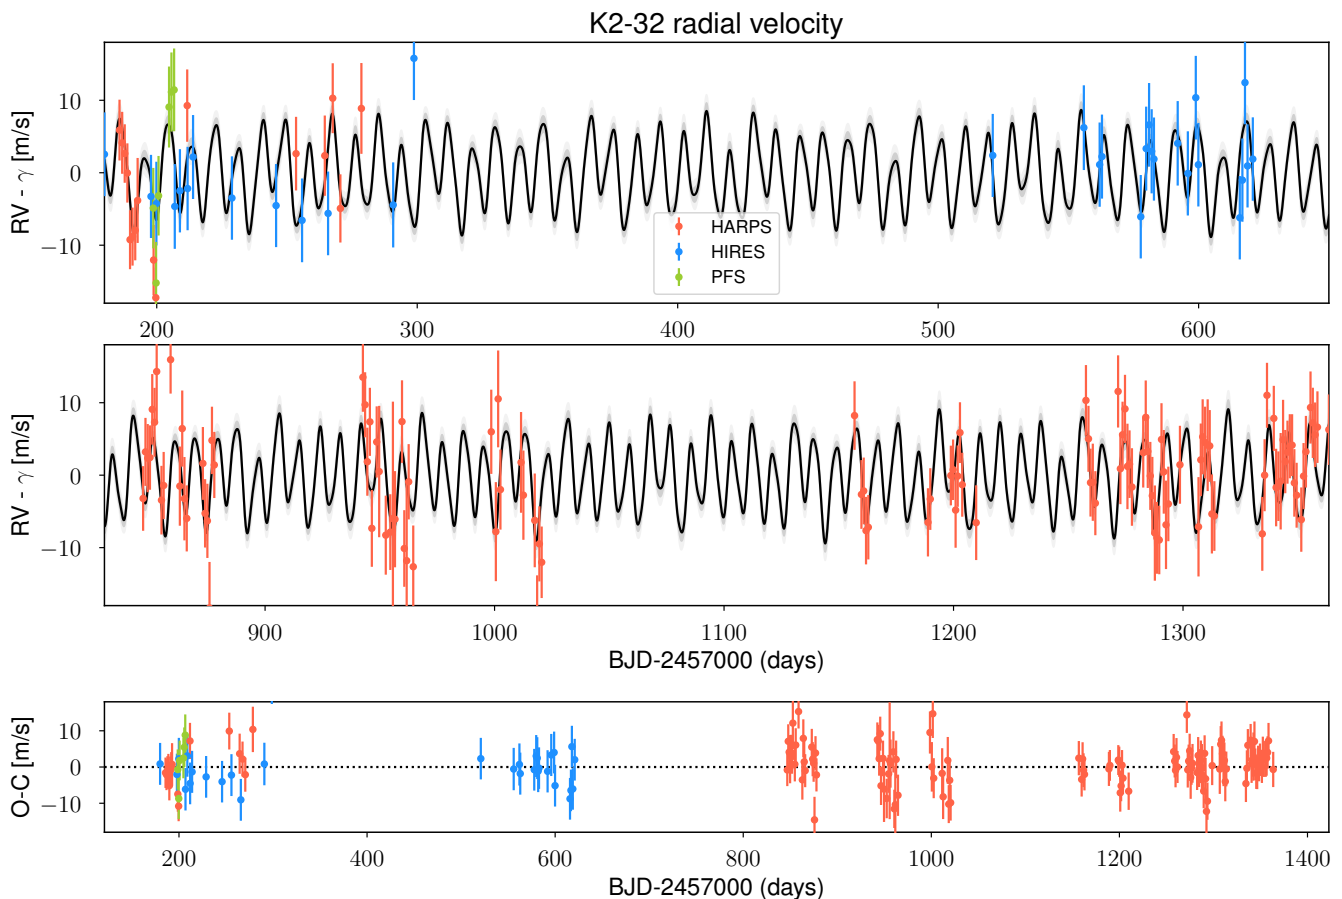 K2-32 radial velocity
RV - γ [m/s]
10
0
−10
HARPS
HIRES
PFS
200 300 400 500 600
RV - γ [m/s]
10
0
−10
900 1000 1100 1200 1300
BJD-2457000 (days)
O-C [m/s]
10
0
−10
200 400 600 800 1000 1200 1400
BJD-2457000 (days)